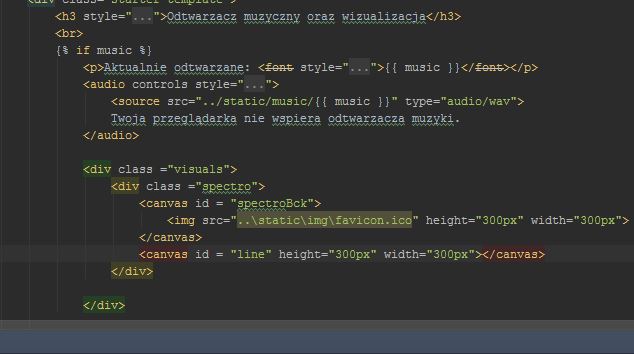 <div class="starter-template">
<h3 style="...">Odtwarzacz muzyczny oraz wizualizacja</h3>
<br>
{% if music %}
<p>Aktualnie odtwarzane: <font style="...">{{ music }}</font></p>
<audio controls style="...">
<source src="../static/music/{{ music }}" type="audio/wav">
Twoja przeglądarka nie wspiera odtwarzacza muzyki.
</audio>
<div class ="visuals">
<div class ="spectro">
<canvas id = "spectroBck">
<img src="..\static\img\favicon.ico" height="300px" width="300px">
</canvas>
<canvas id = "line" height="300px" width="300px"></canvas>
</div>
</div>